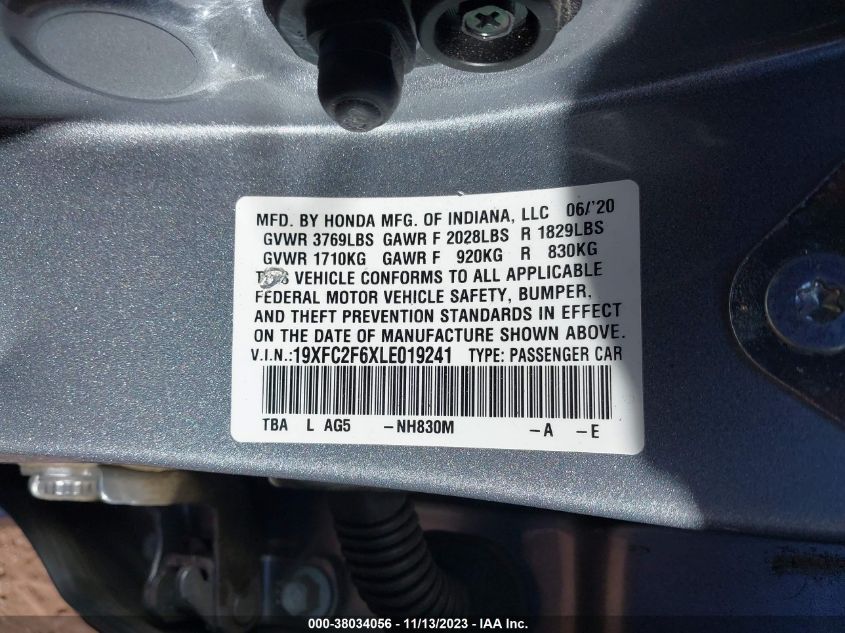 MFD. BY HONDA MFG. OF INDIANA, LLC 06/'20
GVWR 3769LBS GAWR F 2028LBS R 1829LBS
GVWR 1710KG GAWR F 920KG R 830KG
THIS VEHICLE CONFORMS TO ALL APPLICABLE
FEDERAL MOTOR VEHICLE SAFETY, BUMPER,
AND THEFT PREVENTION STANDARDS IN EFFECT
ON THE DATE OF MANUFACTURE SHOWN ABOVE.
V.I.N.:19XFC2F6XLE019241 TYPE: PASSENGER CAR
TBA L AG5 -NH830M -A -E
000-38034056 - 11/13/2023 - IAA Inc.